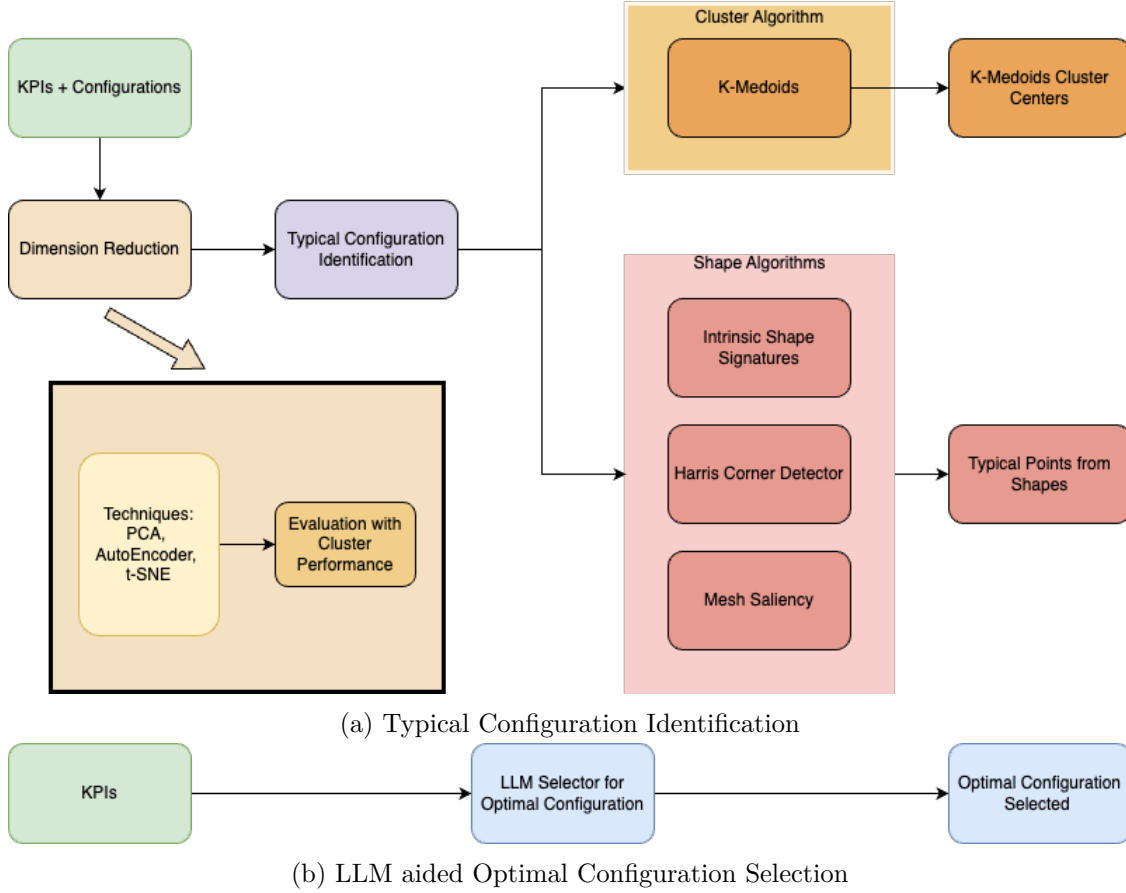 Cluster Algorithm
KPIs + Configurations
K-Medoids
K-Medoids Cluster
Centers
Dimension Reduction
Typical Configuration
Identification
Shape Algorithms
Intrinsic Shape
Signatures
Harris Corner Detector
Typical Points from
Shapes
Mesh Saliency
Techniques:
PCA,
AutoEncoder,
t-SNE
Evaluation with
Cluster
Performance
(a) Typical Configuration Identification
KPIs
LLM Selector for
Optimal Configuration
Optimal Configuration
Selected
(b) LLM aided Optimal Configuration Selection